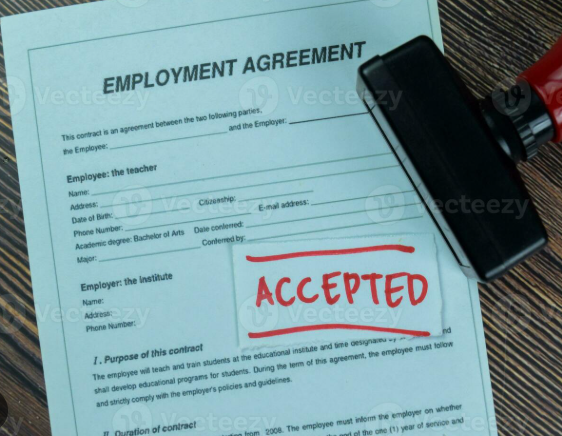 EMPLOYMENT AGREEMENT
This contract is an agreement between the two following parties,
the Employee: and the Employer:
Employee: the teacher
Name:
Address:
Date of Birth: Citizenship:
Phone Number: E-mail address:
Academic degree: Bachelor of Arts Date conferred:
Major: Conferred by:
Employer: the institute
Name:
Address:
Phone Number:
ACCEPTED
I. Purpose of this contract
The employee will teach and train students at the educational institute and time designated by and
shall develop educational programs for students. During the term of this agreement, the employee must follow
and strictly comply with the employer's policies and guidelines.
II. Duration of contract
from, 2008. The employee must inform the employer on whether
end of the one (1) year of service and
Vecteezy